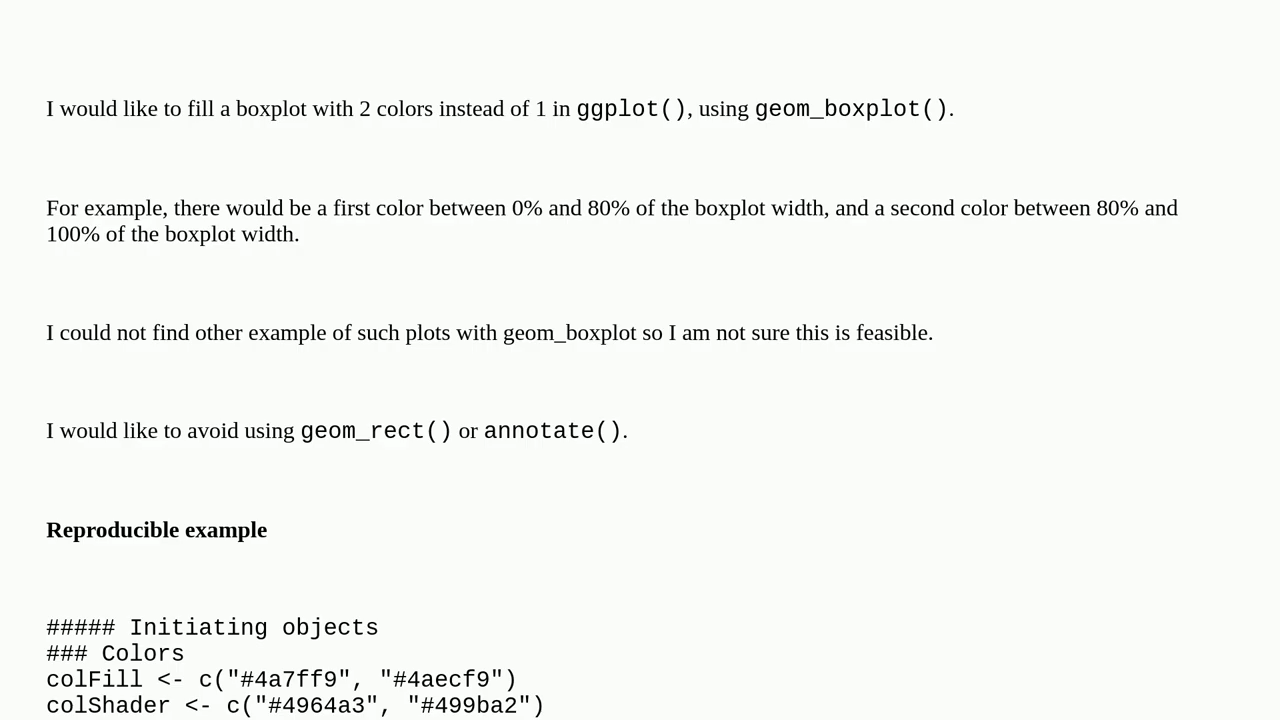 I would like to fill a boxplot with 2 colors instead of 1 in ggplot(), using geom_boxplot().
For example, there would be a first color between 0% and 80% of the boxplot width, and a second color between 80% and
100% of the boxplot width.
I could not find other example of such plots with geom_boxplot so I am not sure this is feasible.
I would like to avoid using geom_rect() or annotate().
Reproducible example
##### Initiating objects
### Colors
colFill <- c("#4a7ff9", "#4aecf9")
colShader <- c("#4964a3", "#499ba2")